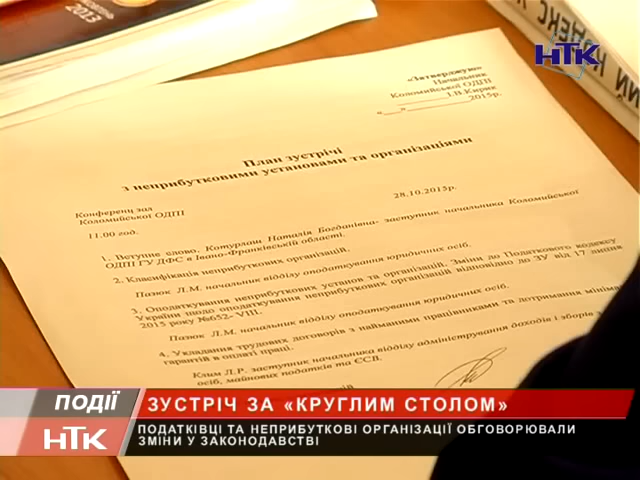 2013
НТК
«Затверджую»
Начальник
Коломийської ОДПІ
І.В.Кирик
«__»________2015р.
План зустрічі
з неприбутковими установами та організаціями
Конференц зал
Коломийської ОДПІ
28.10.2015р.
11.00 год.
1. Вступне слово. Котурлаш Наталія Богданівна- заступник начальника Коломийської
ОДПІ ГУ ДФС в Івано-Франківській області.
2. Класифікація неприбуткових організацій.
Пазюк Л.М. начальник відділу оподаткування юридичних осіб.
3. Оподаткування неприбуткових установ та організацій. Зміни до Податкового кодексу
України щодо оподаткування неприбуткових організацій відповідно до ЗУ від 17 липня
2015 року №652-VIII.
Пазюк Л.М. начальник відділу оподаткування юридичних осіб.
4. Укладання трудових договорів з найманими працівниками та дотримання мініма
гарантій в оплаті праці.
Клим Л.Р. заступник начальника відділу адміністрування доходів і зборів з
осіб, майнових податків та ЄСВ.
ПОДІЇ
НТК
ЗУСТРІЧ ЗА «КРУГЛИМ СТОЛОМ»
ПОДАТКІВЦІ ТА НЕПРИБУТКОВІ ОРГАНІЗАЦІЇ ОБГОВОРЮВАЛИ
ЗМІНИ У ЗАКОНОДАВСТВІ